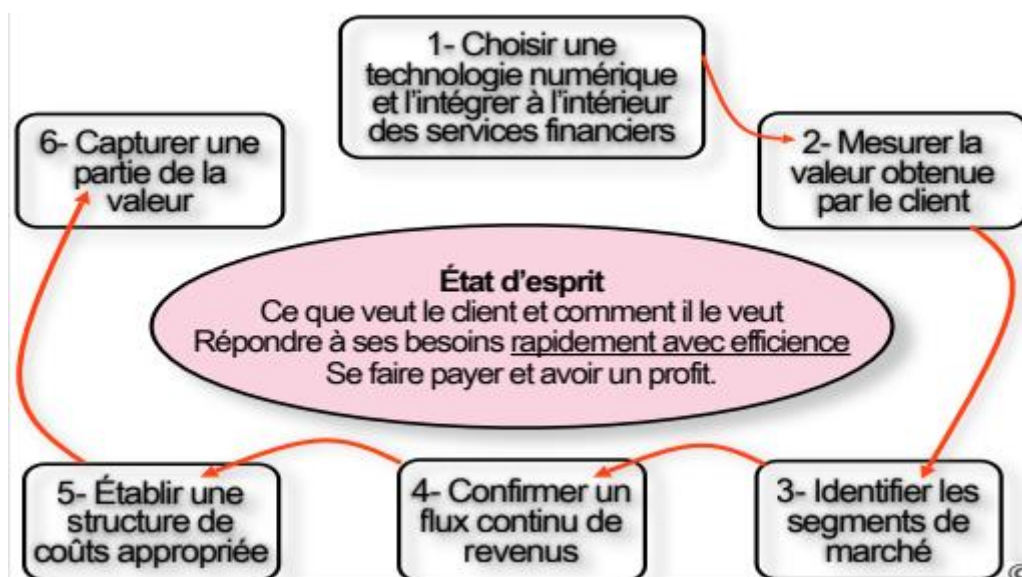 1- Choisir une
technologie numérique
et l'intégrer à l'intérieur
des services financiers
2- Mesurer la
valeur obtenue
par le client
3- Identifier les
segments de
marché
4- Confirmer un
flux continu de
revenus
5- Établir une
structure de
coûts appropriée
6- Capturer une
partie de la
valeur
État d'esprit
Ce que veut le client et comment il le veut
Répondre à ses besoins rapidement avec efficience
Se faire payer et avoir un profit.
©